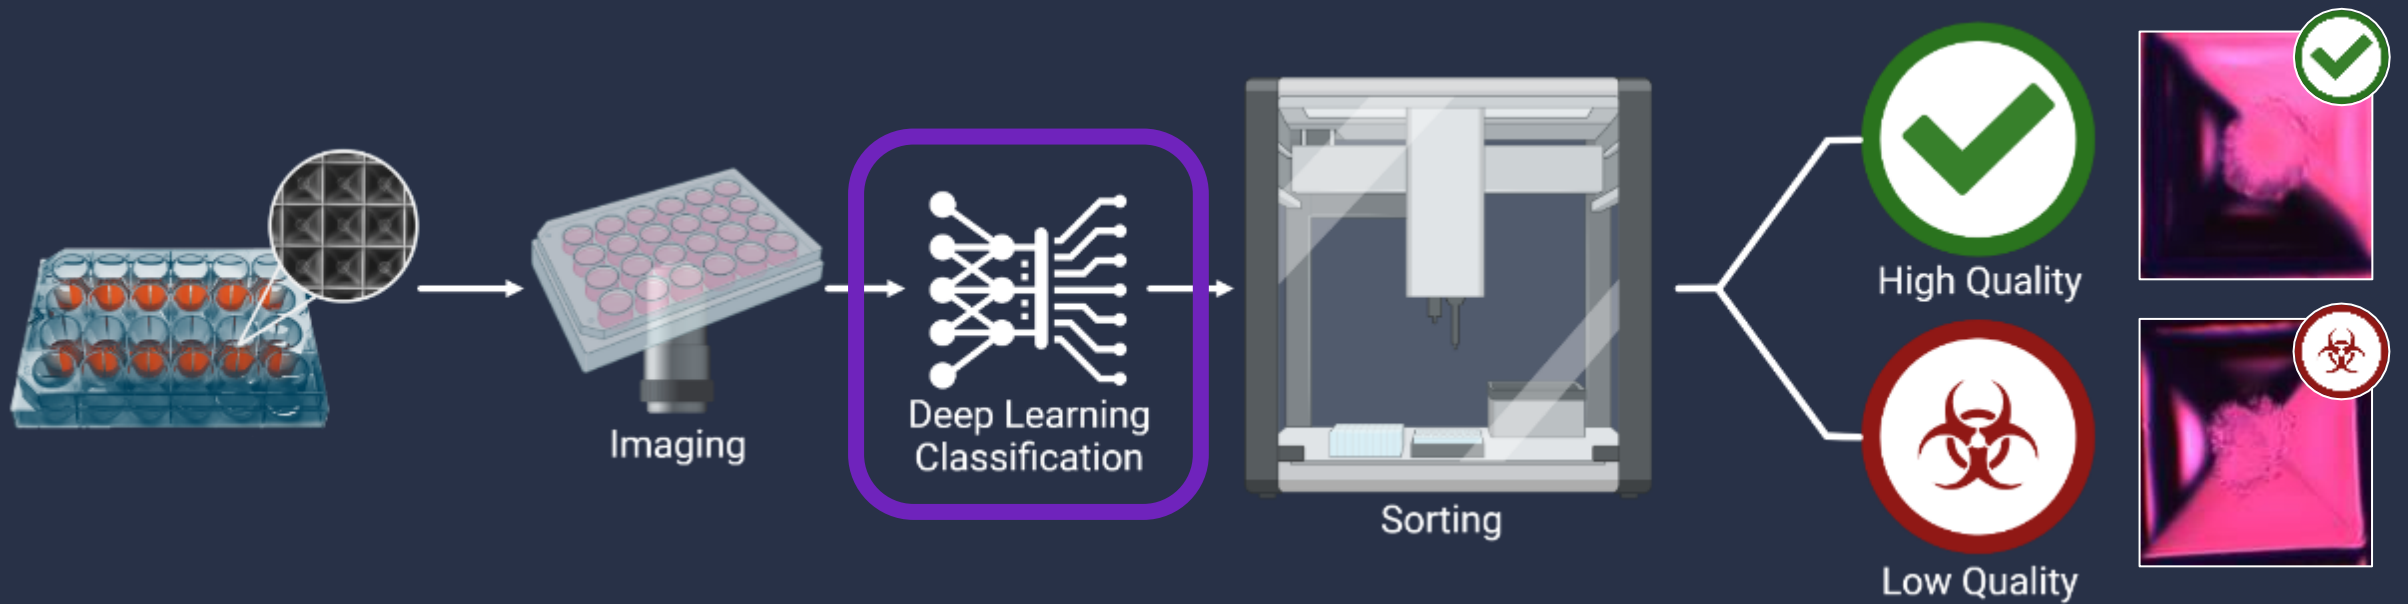 Imaging
Deep Learning
Classification
Sorting
High Quality
Low Quality